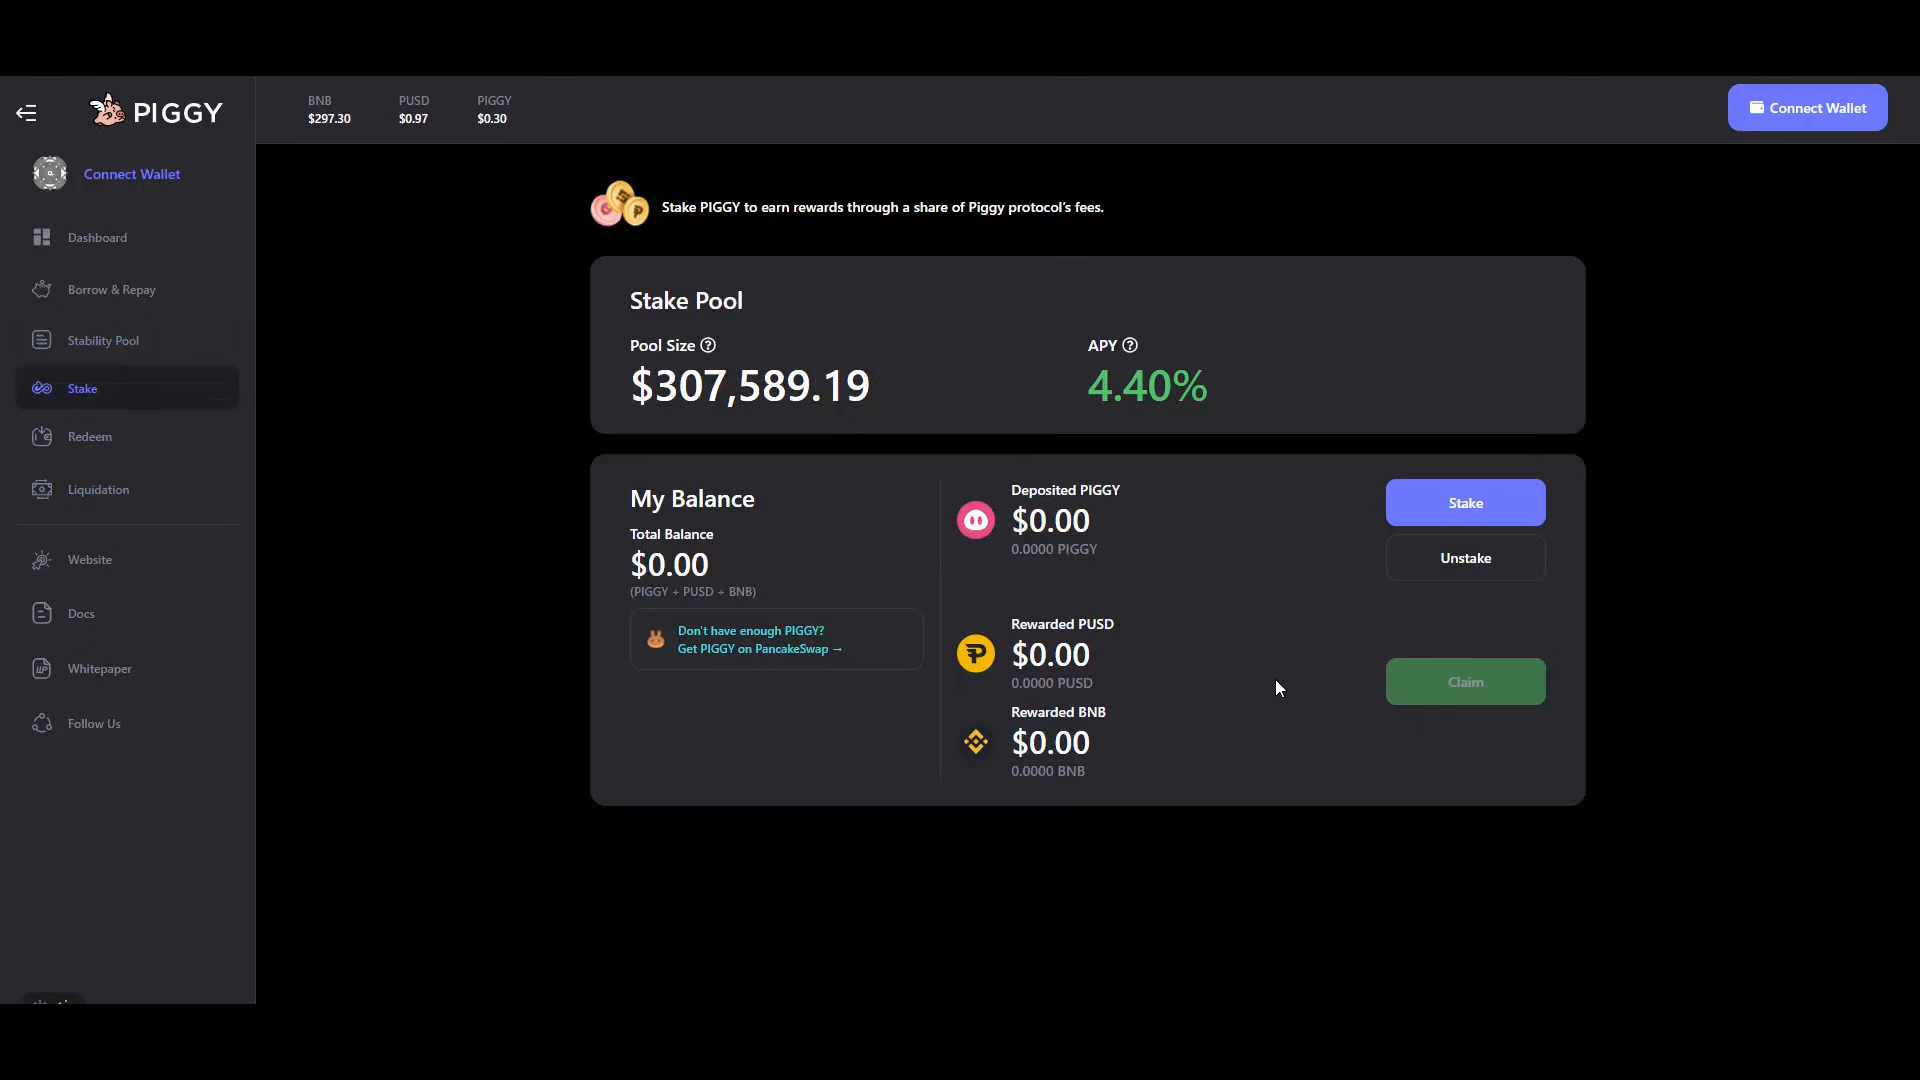 PIGGY
BNB
$297.30
PUSD
$0.97
PIGGY
$0.30
Connect Wallet
Connect Wallet
Dashboard
Borrow & Repay
Stability Pool
Stake
Redeem
Liquidation
Website
Docs
Whitepaper
Follow Us
Stake PIGGY to earn rewards through a share of Piggy protocol's fees.
Stake Pool
Pool Size
$307,589.19
APY
4.40%
My Balance
Total Balance
$0.00
(PIGGY + PUSD + BNB)
Don't have enough PIGGY?
Get PIGGY on PancakeSwap →
Deposited PIGGY
$0.00
0.0000 PIGGY
Stake
Unstake
Rewarded PUSD
$0.00
0.0000 PUSD
Claim
Rewarded BNB
$0.00
0.0000 BNB